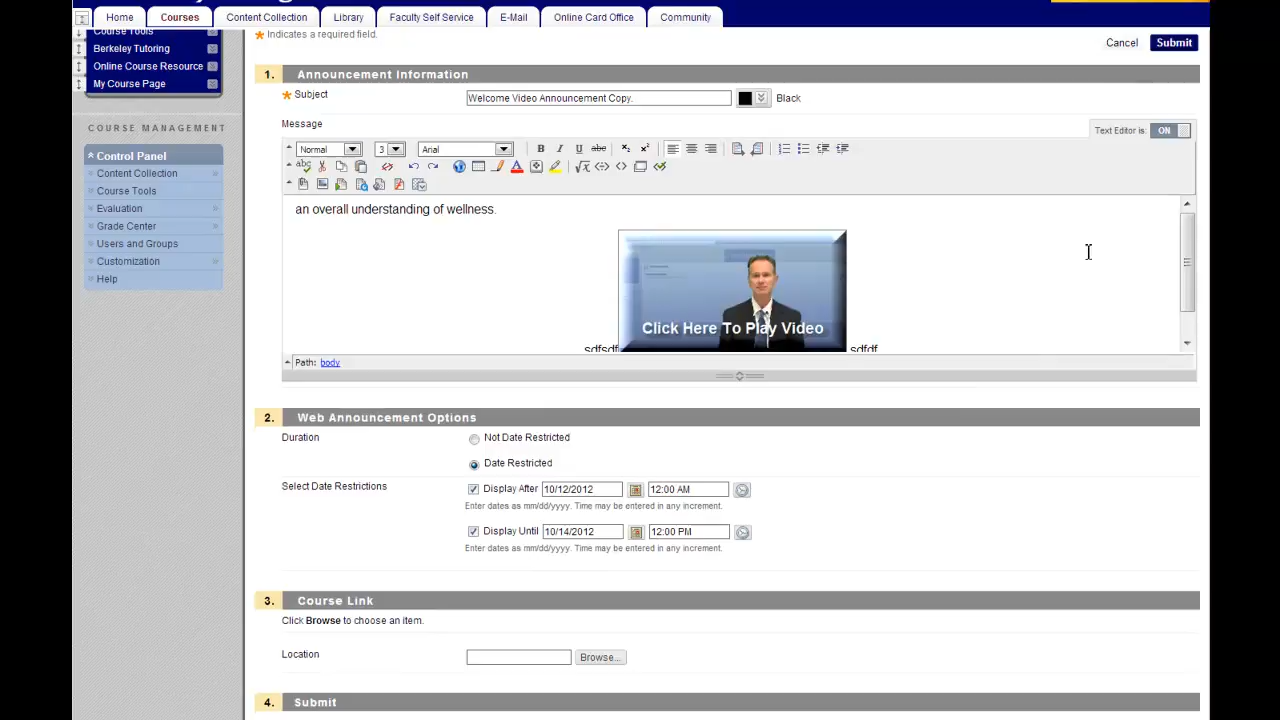 Home Courses Content Collection Library Faculty Self Service E-Mail Online Card Office Community
Course Tools
Berkeley Tutoring
Online Course Resource
My Course Page
COURSE MANAGEMENT
Control Panel
Content Collection
Course Tools
Evaluation
Grade Center
Users and Groups
Customization
Help
Indicates a required field.
Cancel Submit
1. Announcement Information
Subject Welcome Video Announcement Copy. Black
Message
Text Editor is: ON
Normal 3 Arial
an overall understanding of wellness.
Click Here To Play Video
sdfsdf sdfdf
Path: body
2. Web Announcement Options
Duration Not Date Restricted
Date Restricted
Select Date Restrictions Display After 10/12/2012 12:00 AM
Enter dates as mm/dd/yyyy. Time may be entered in any increment.
Display Until 10/14/2012 12:00 PM
Enter dates as mm/dd/yyyy. Time may be entered in any increment.
3. Course Link
Click Browse to choose an item.
Location Browse...
4. Submit